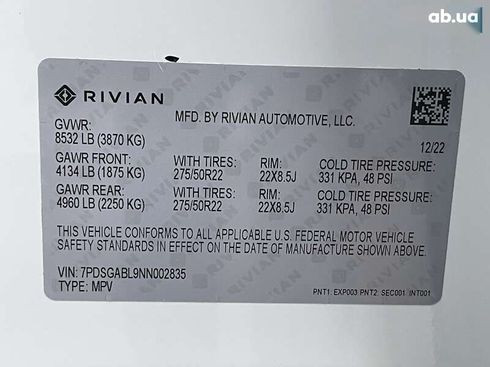 ab.ua
RIVIAN
MFD. BY RIVIAN AUTOMOTIVE, LLC.
GVWR:
8532 LB (3870 KG)
12/22
GAWR FRONT: WITH TIRES: RIM: COLD TIRE PRESSURE:
4134 LB (1875 KG) 275/50R22 22X8.5J 331 KPA, 48 PSI
GAWR REAR: WITH TIRES: RIM: COLD TIRE PRESSURE:
4960 LB (2250 KG) 275/50R22 22X8.5J 331 KPA, 48 PSI
THIS VEHICLE CONFORMS TO ALL APPLICABLE U.S. FEDERAL MOTOR VEHICLE
SAFETY STANDARDS IN EFFECT ON THE DATE OF MANUFACTURE SHOWN ABOVE.
VIN: 7PDSGABL9NN002835
TYPE: MPV
PNT1: EXP003 PNT2: SEC001 INT001